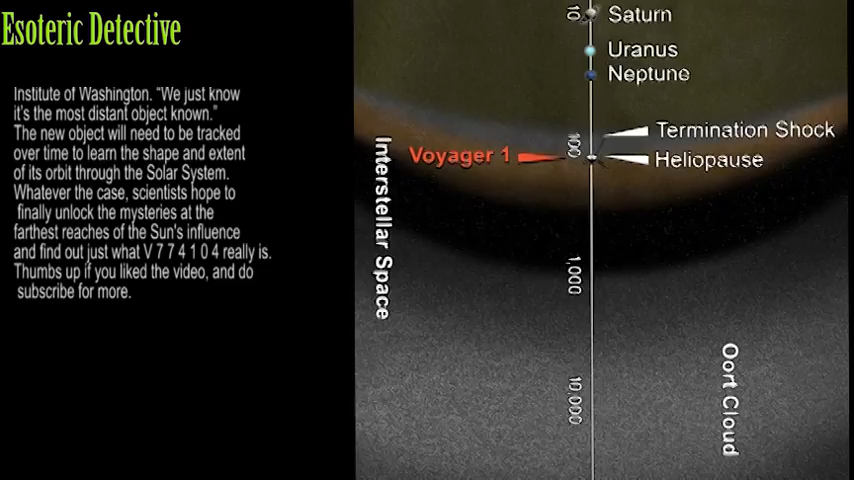 Esoteric Detective
Institute of Washington. “We just know
it's the most distant object known.”
The new object will need to be tracked
over time to learn the shape and extent
of its orbit through the Solar System.
Whatever the case, scientists hope to
finally unlock the mysteries at the
farthest reaches of the Sun's influence
and find out just what V 7 7 4 1 0 4 really is.
Thumbs up if you liked the video, and do
subscribe for more.
10
Saturn
Uranus
Neptune
Termination Shock
100
Voyager 1
Heliopause
Interstellar Space
1,000
10,000
Oort Cloud